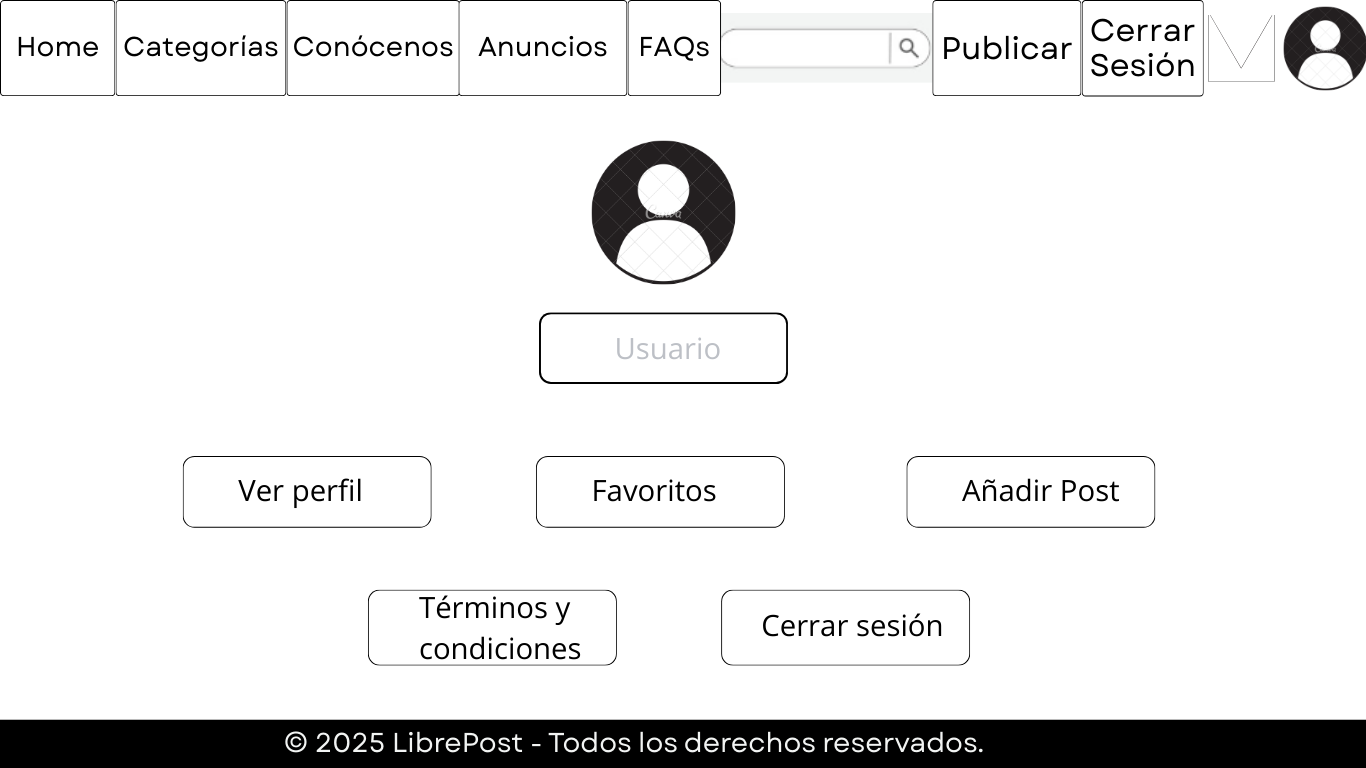 Home Categorías Conócenos Anuncios FAQs Publicar Cerrar
Sesión
Canva
Usuario
Ver perfil Favoritos Añadir Post
Términos y
condiciones
Cerrar sesión
© 2025 LibrePost - Todos los derechos reservados.